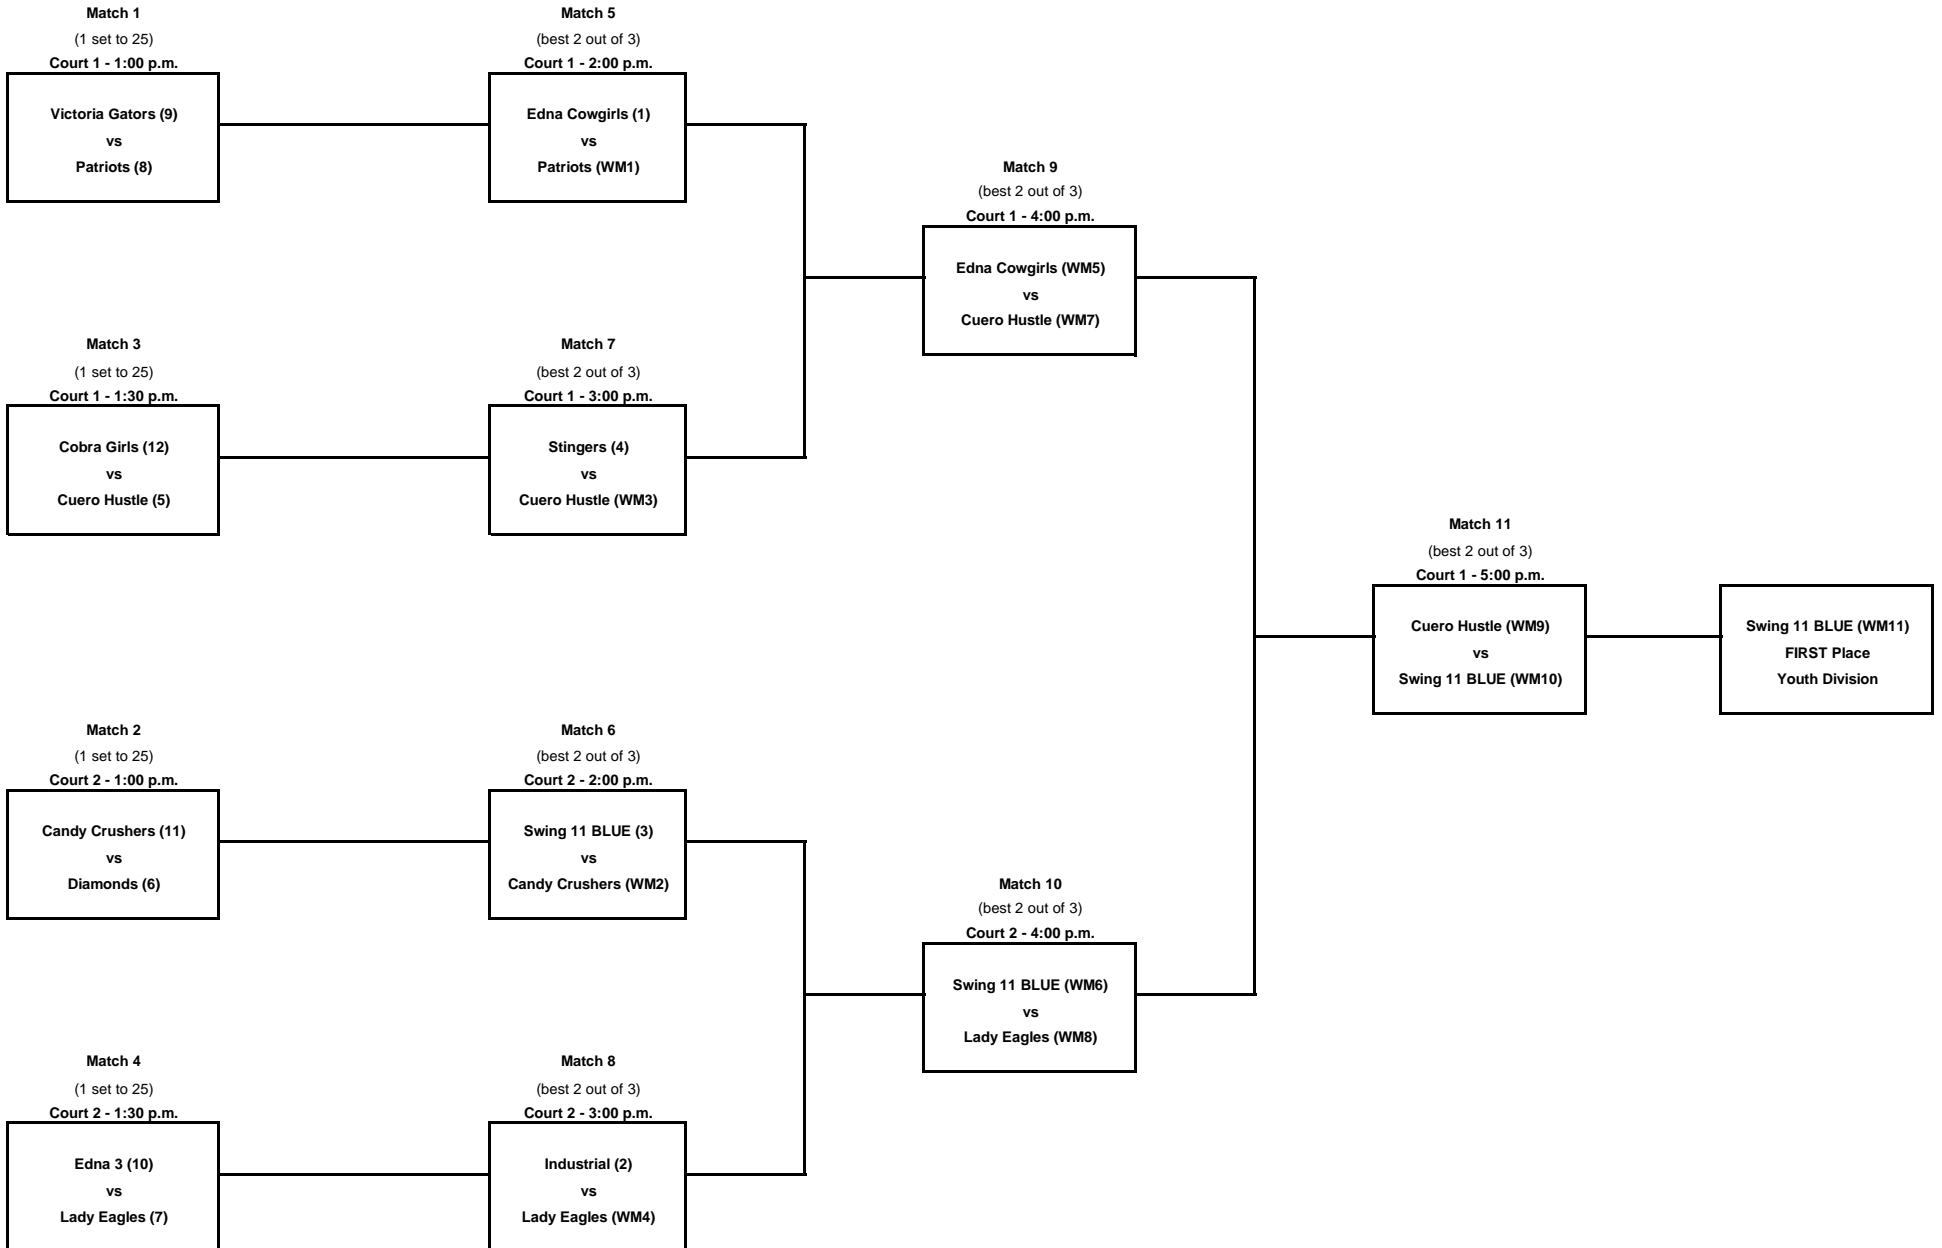 Match 1
(1 set to 25)
Court 1 - 1:00 p.m.
Victoria Gators (9)
vs
Patriots (8)
Match 5
(best 2 out of 3)
Court 1 - 2:00 p.m.
Edna Cowgirls (1)
vs
Patriots (WM1)
Match 3
(1 set to 25)
Court 1 - 1:30 p.m.
Cobra Girls (12)
vs
Cuero Hustle (5)
Match 7
(best 2 out of 3)
Court 1 - 3:00 p.m.
Stingers (4)
vs
Cuero Hustle (WM3)
Match 9
(best 2 out of 3)
Court 1 - 4:00 p.m.
Edna Cowgirls (WM5)
vs
Cuero Hustle (WM7)
Match 2
(1 set to 25)
Court 2 - 1:00 p.m.
Candy Crushers (11)
vs
Diamonds (6)
Match 6
(best 2 out of 3)
Court 2 - 2:00 p.m.
Swing 11 BLUE (3)
vs
Candy Crushers (WM2)
Match 4
(1 set to 25)
Court 2 - 1:30 p.m.
Edna 3 (10)
vs
Lady Eagles (7)
Match 8
(best 2 out of 3)
Court 2 - 3:00 p.m.
Industrial (2)
vs
Lady Eagles (WM4)
Match 10
(best 2 out of 3)
Court 2 - 4:00 p.m.
Swing 11 BLUE (WM6)
vs
Lady Eagles (WM8)
Match 11
(best 2 out of 3)
Court 1 - 5:00 p.m.
Cuero Hustle (WM9)
vs
Swing 11 BLUE (WM10)
Swing 11 BLUE (WM11)
FIRST Place
Youth Division